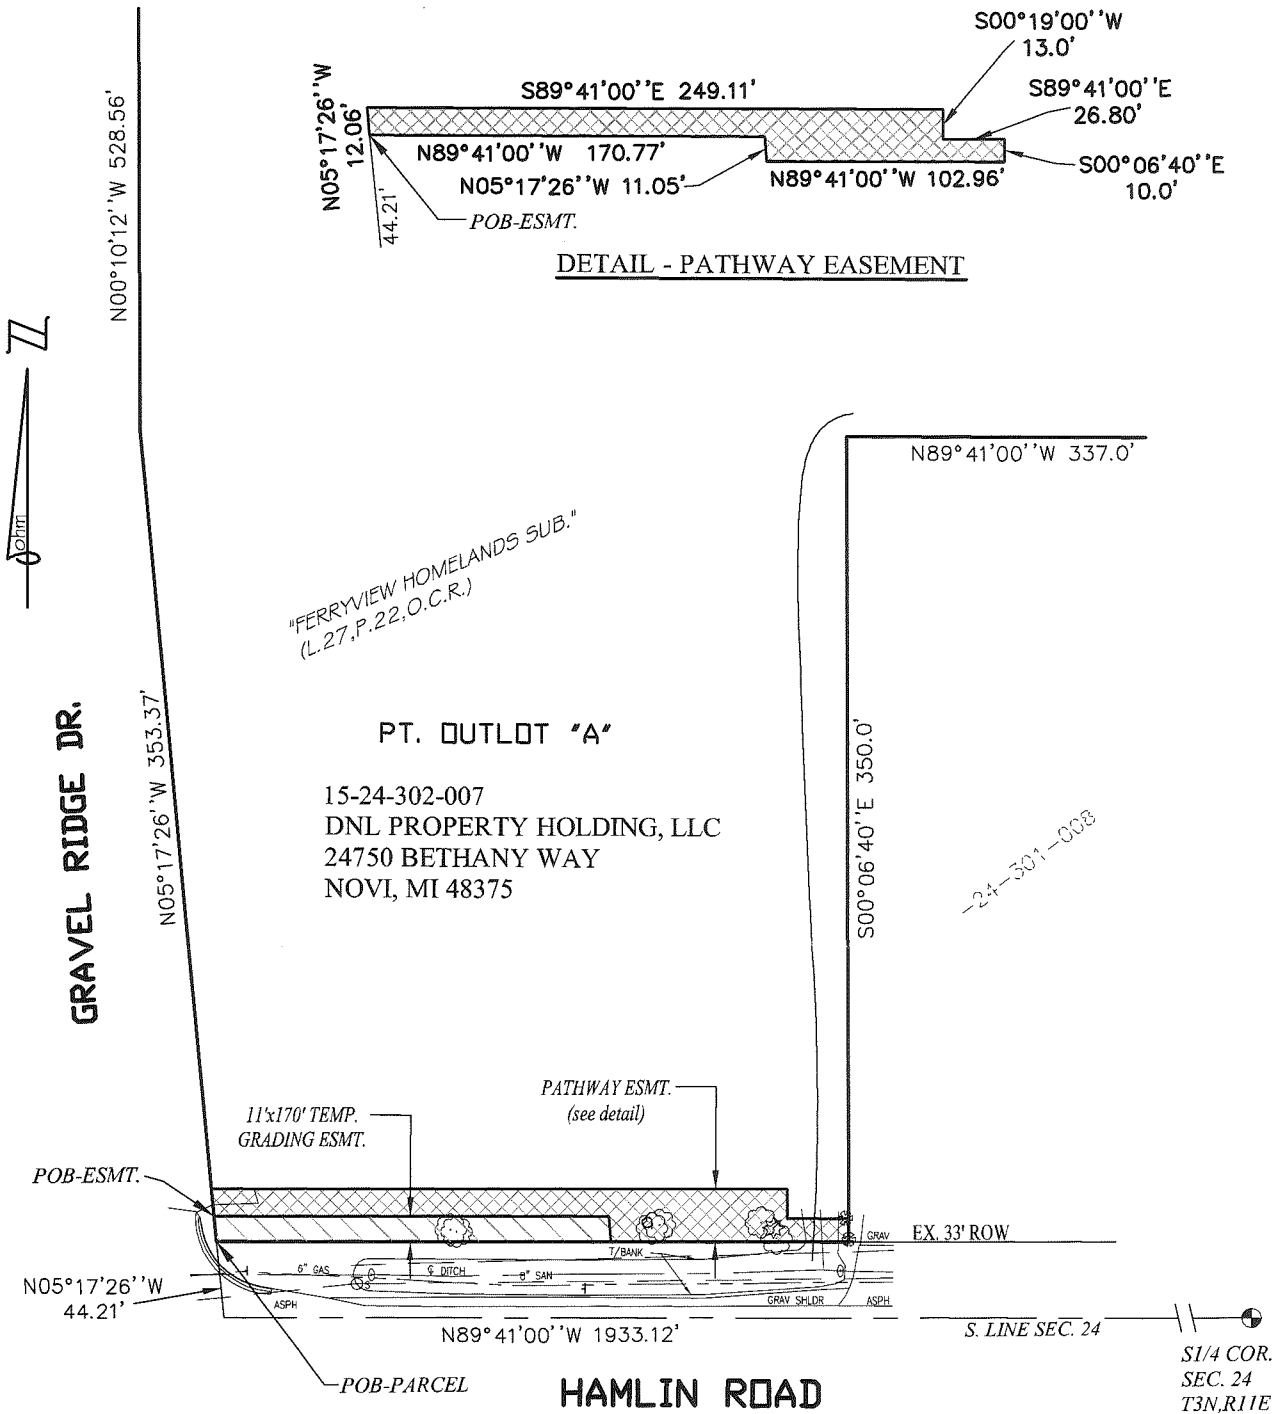 S00°19'00''W
13.0'
S89°41'00''E
26.80'
S89°41'00''E 249.11'
N05°17'26''W
12.06'
N89°41'00''W 170.77'
N05°17'26''W 11.05'
N89°41'00''W 102.96'
S00°06'40''E
10.0'
44.21'
POB-ESMT.
DETAIL - PATHWAY EASEMENT
N00°10'12''W 528.56'
Z
ohm
N89°41'00''W 337.0'
"FERRYVIEW HOMELANDS SUB."
(L.27,P.22,O.C.R.)
GRAVEL RIDGE DR.
N05°17'26''W 353.37'
PT. OUTLOT "A"
15-24-302-007
DNL PROPERTY HOLDING, LLC
24750 BETHANY WAY
NOVI, MI 48375
S00°06'40''E 350.0'
-24-301-008
PATHWAY ESMT.
(see detail)
11'x170' TEMP.
GRADING ESMT.
POB-ESMT.
GRAV
EX. 33' ROW
T/BANK
6" GAS
℄ DITCH
8" SAN
S
N05°17'26''W
44.21'
ASPH
GRAV SHLDR
ASPH
N89°41'00''W 1933.12'
S. LINE SEC. 24
S1/4 COR.
SEC. 24
T3N,R11E
POB-PARCEL
HAMLIN ROAD